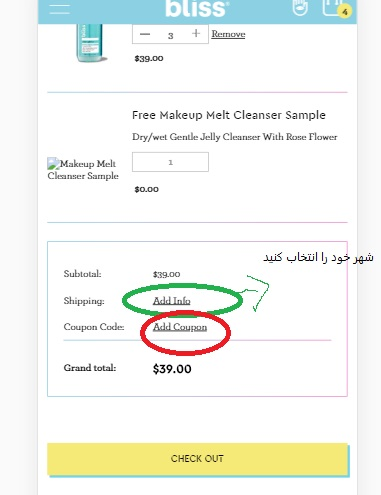 bliss®
4
— 3 + Remove
$39.00
Free Makeup Melt Cleanser Sample
Dry/wet Gentle Jelly Cleanser With Rose Flower
Makeup Melt
Cleanser Sample
1
$0.00
شهر خود را انتخاب کنید
Subtotal: $39.00
Shipping: Add Info
Coupon Code: Add Coupon
Grand total: $39.00
CHECK OUT